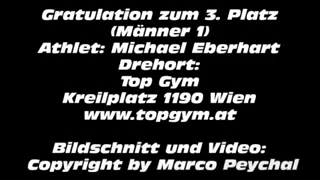 Gratulation zum 3. Platz
(Männer 1)
Athlet: Michael Eberhart
Drehort:
Top Gym
Kreilplatz 1190 Wien
www.topgym.at
Bildschnitt und Video:
Copyright by Marco Peychal